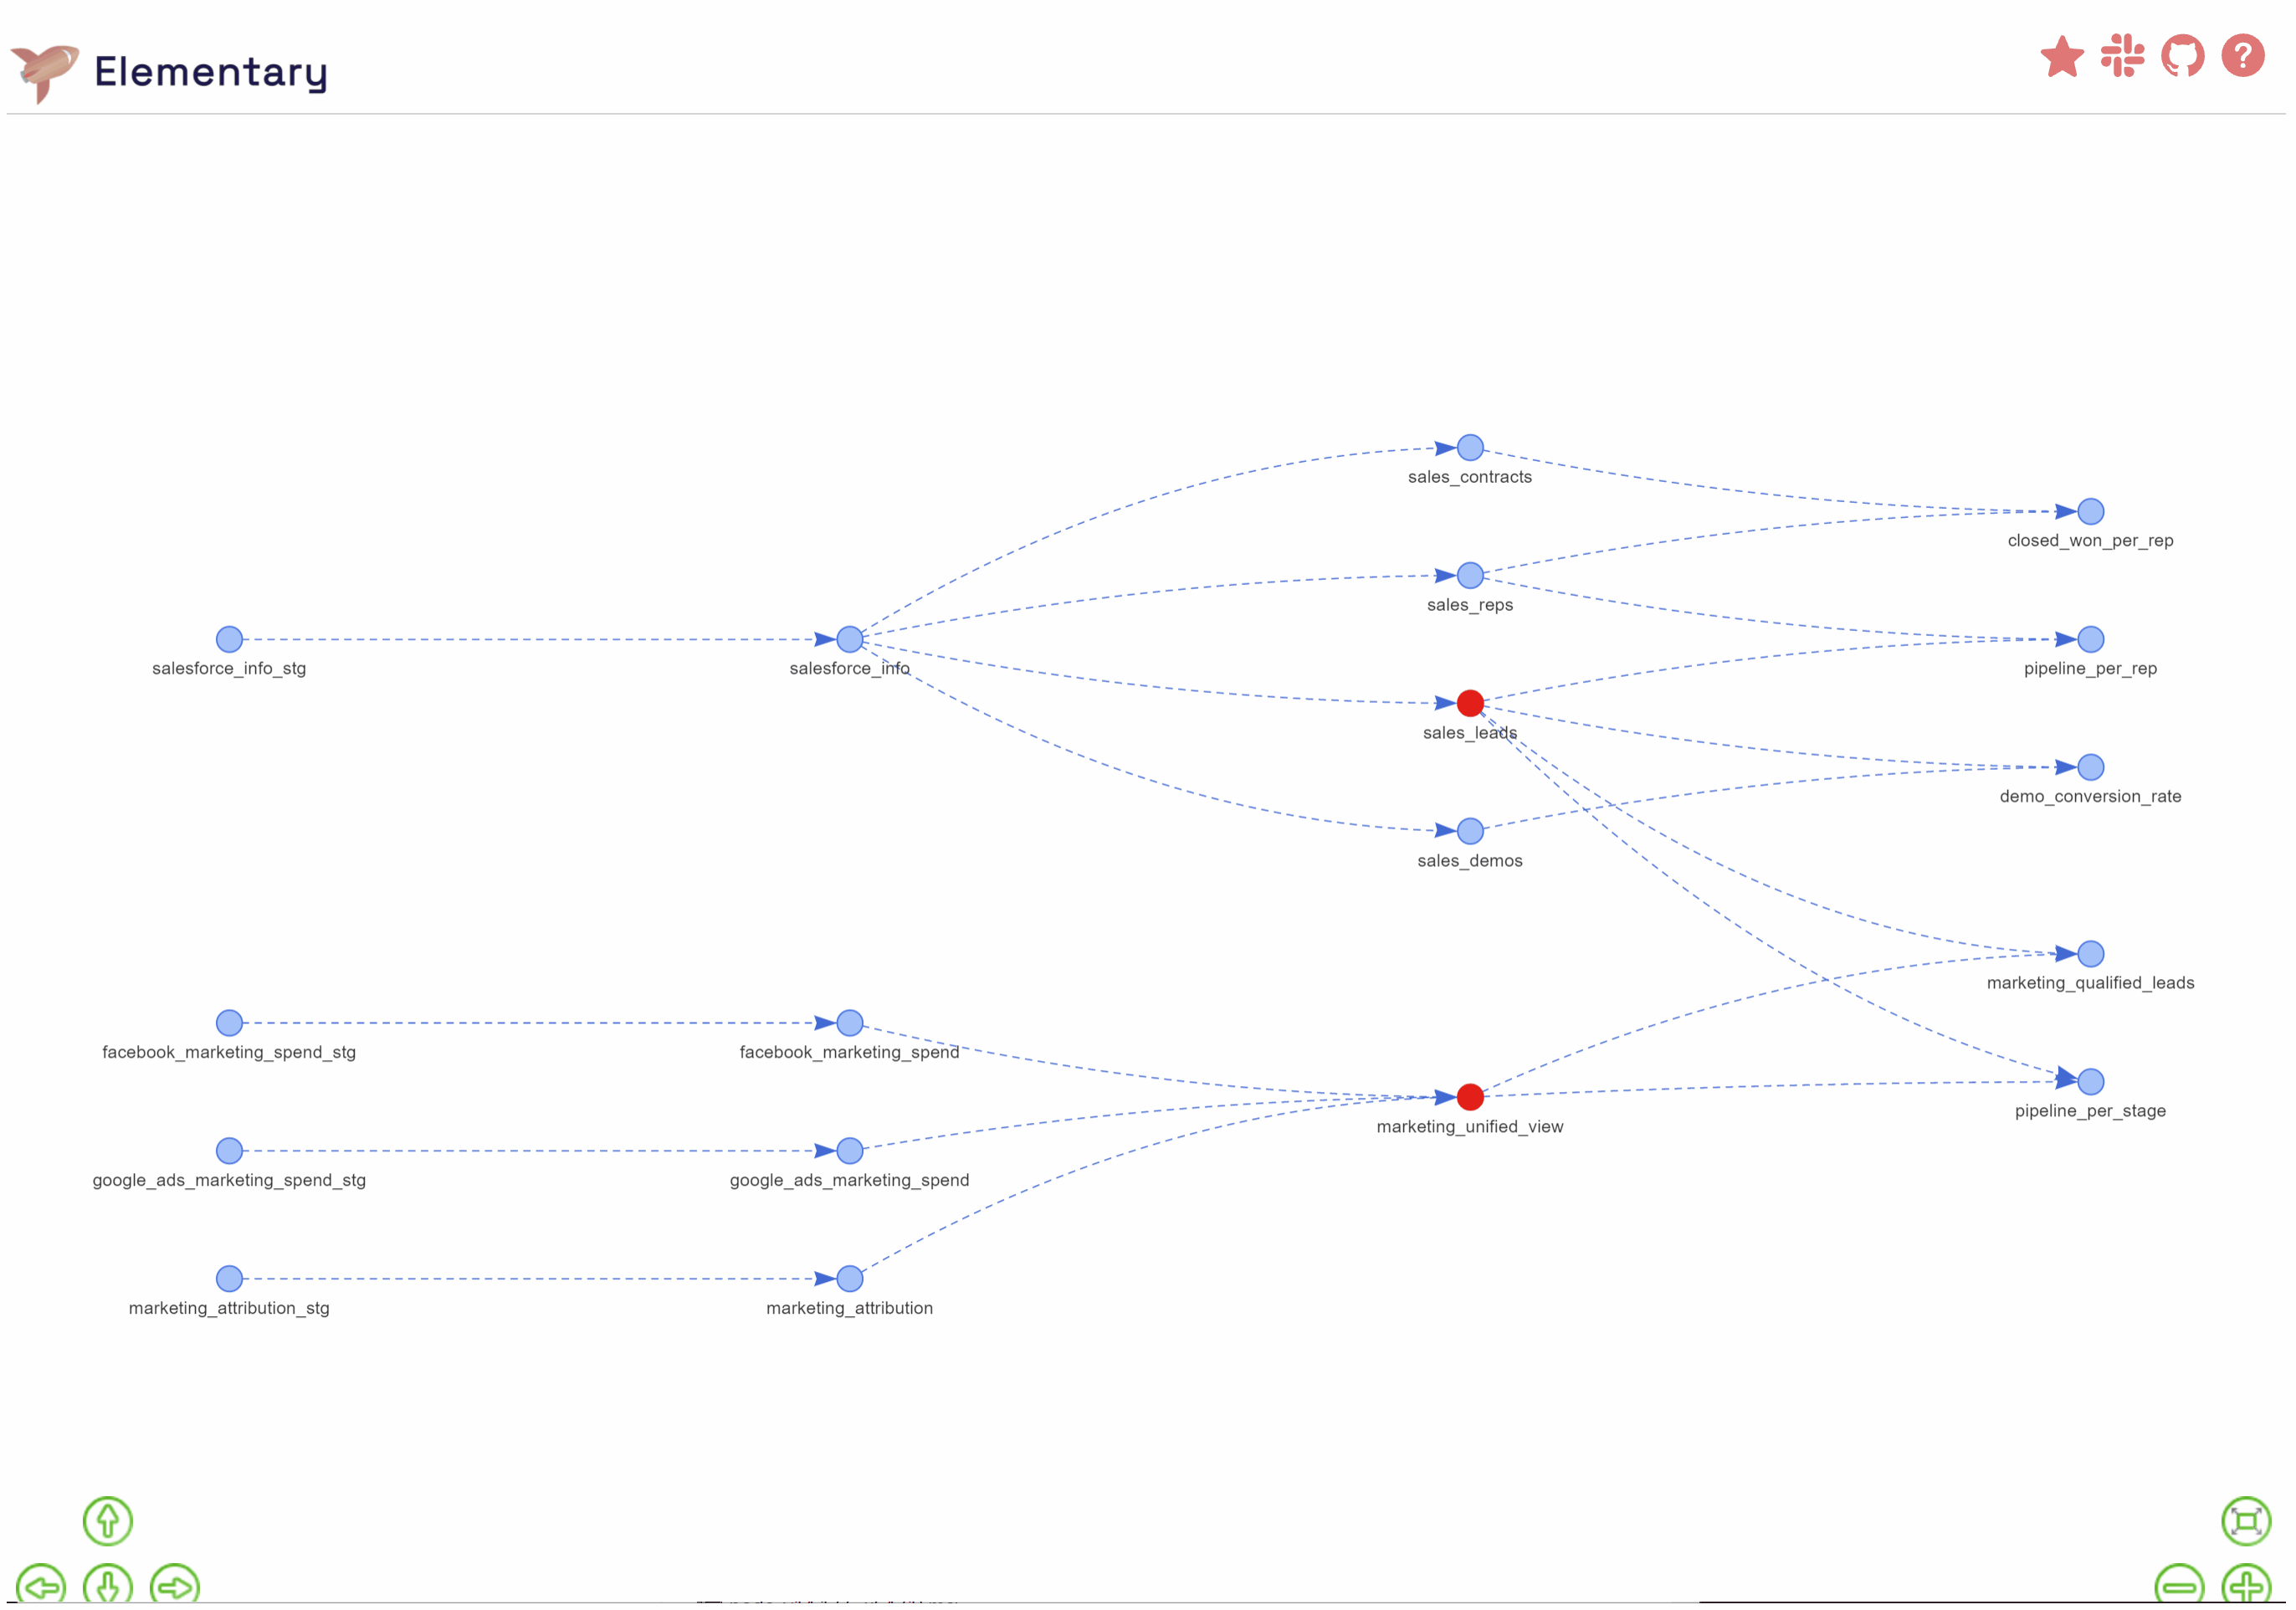 Elementary
sales_contracts
closed_won_per_rep
sales_reps
salesforce_info_stg
salesforce_info
pipeline_per_rep
sales_leads
demo_conversion_rate
sales_demos
marketing_qualified_leads
facebook_marketing_spend_stg
facebook_marketing_spend
pipeline_per_stage
marketing_unified_view
google_ads_marketing_spend_stg
google_ads_marketing_spend
marketing_attribution_stg
marketing_attribution